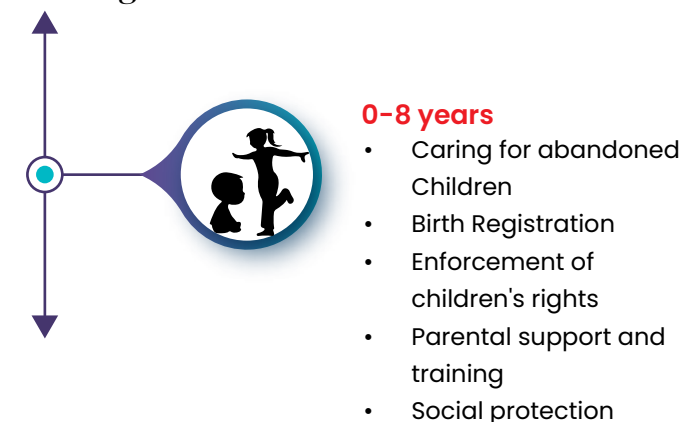 0-8 years
• Caring for abandoned
Children
• Birth Registration
• Enforcement of
children's rights
• Parental support and
training
• Social protection